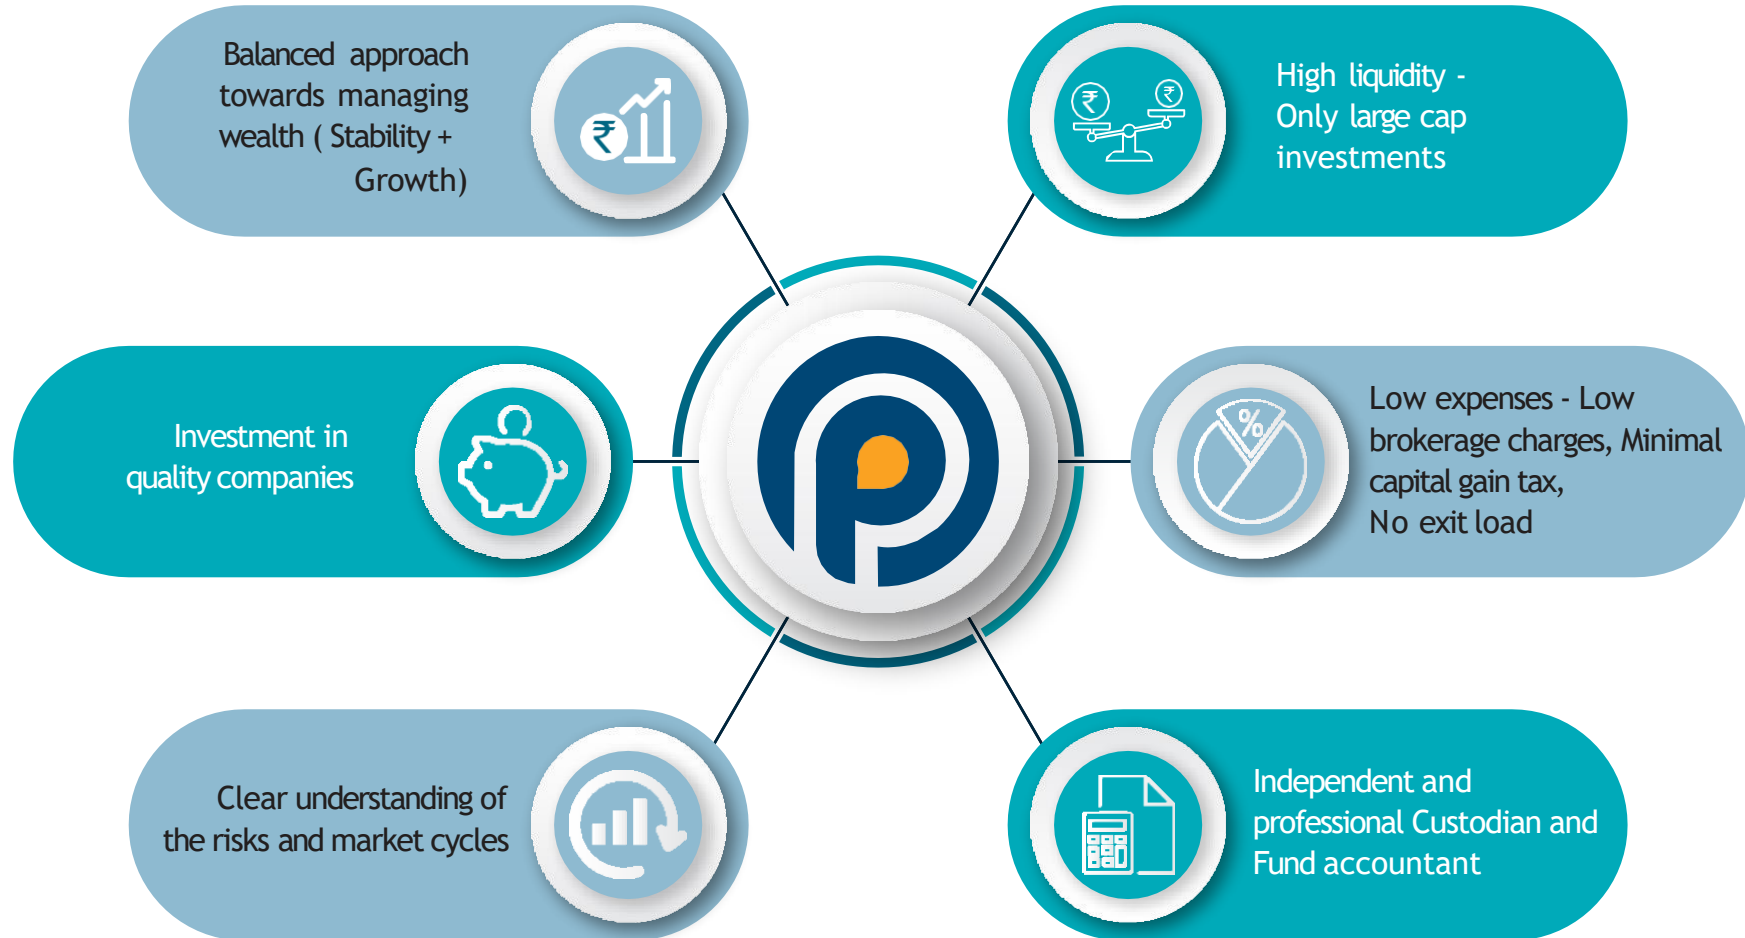 Balanced approach
towards managing
wealth ( Stability +
Growth)
₹
High liquidity -
Only large cap
investments
₹
₹
Investment in
quality companies
Low expenses - Low
brokerage charges, Minimal
capital gain tax,
No exit load
%
Clear understanding of
the risks and market cycles
Independent and
professional Custodian and
Fund accountant